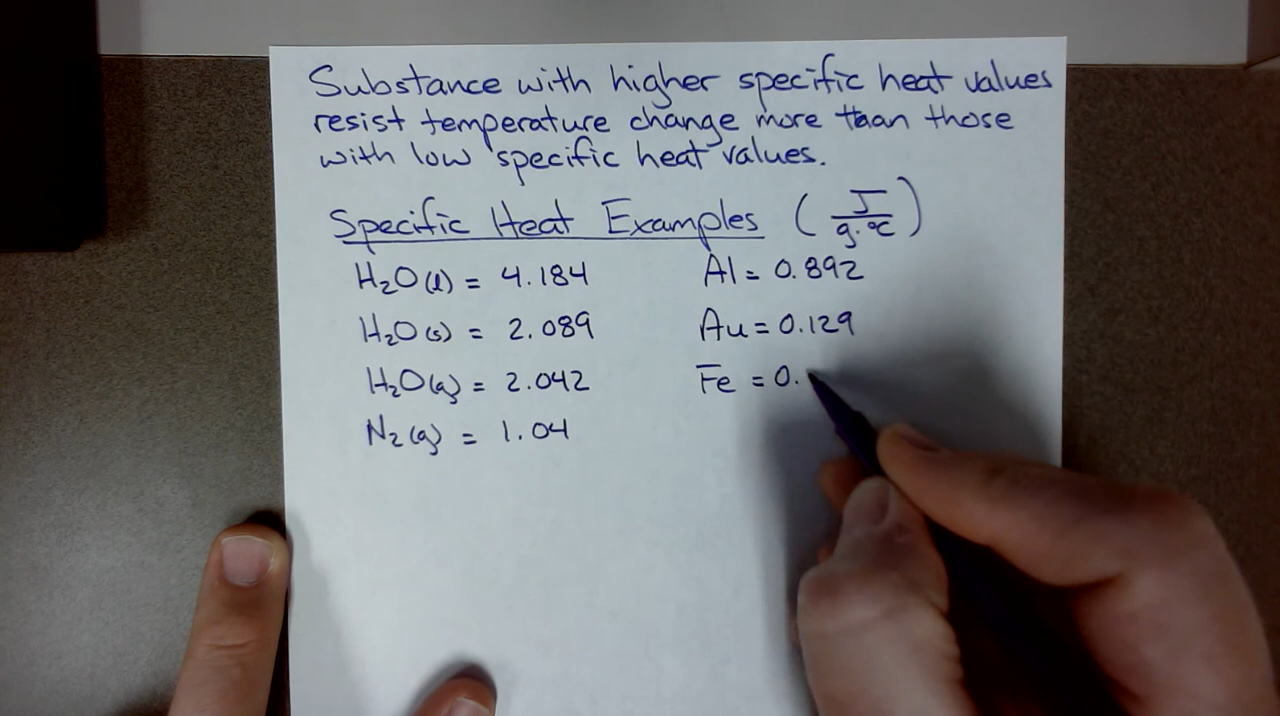 Substance with higher specific heat values
resist temperature change more than those
with low specific heat values.
Specific Heat Examples (J/g·°C)
H₂O(l) = 4.184
H₂O(s) = 2.089
H₂O(g) = 2.042
N₂(g) = 1.04
Al = 0.892
Au = 0.129
Fe = 0.